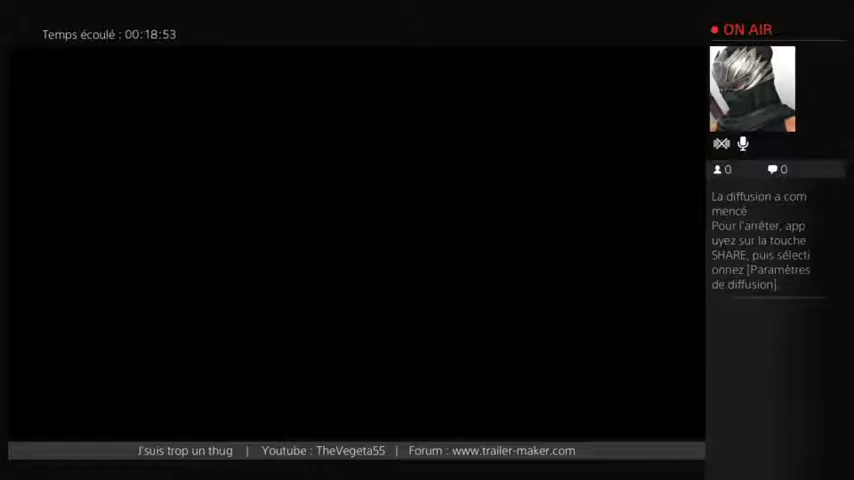 Temps écoulé : 00:18:53
ON AIR
0 0
La diffusion a com
mencé
Pour l'arrêter, app
uyez sur la touche
SHARE, puis sélecti
onnez [Paramètres
de diffusion].
J'suis trop un thug | Youtube : TheVegeta55 | Forum : www.trailer-maker.com